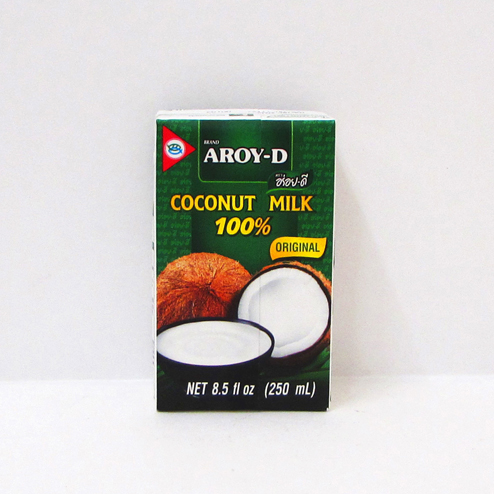 BRAND
AROY-D
อร่อย-ดี
COCONUT MILK
100%
ORIGINAL
NET 8.5 fl oz (250 mL)